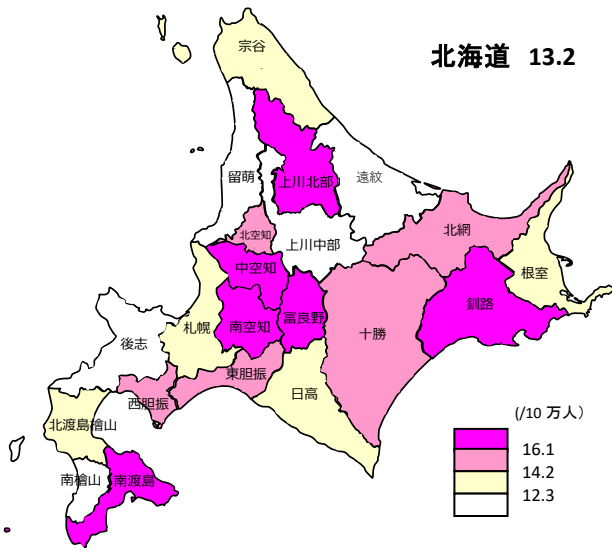 宗谷
北海道 13.2
留萌
上川北部
遠紋
北空知
上川中部
北網
中空知
根室
富良野
釧路
札幌
南空知
十勝
後志
東胆振
日高
西胆振
北渡島檜山
(/10 万人)
16.1
14.2
12.3
南檜山
南渡島